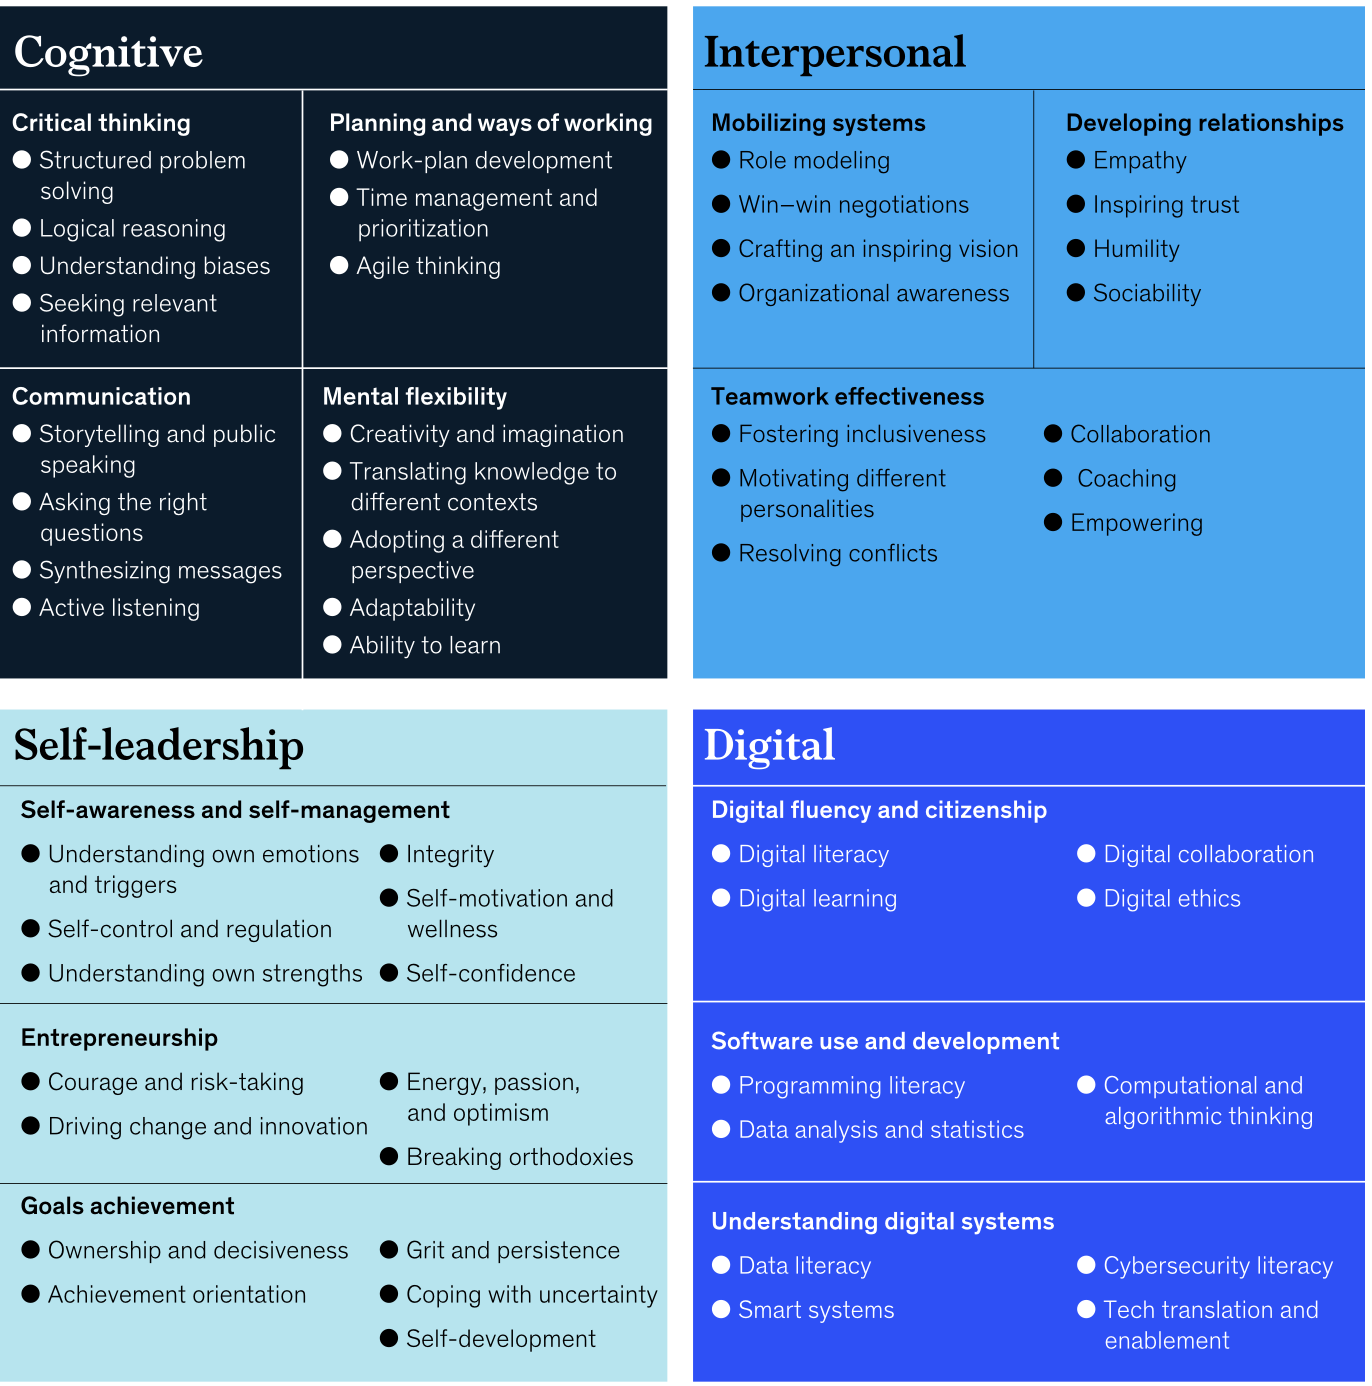 Cognitive
Critical thinking
Structured problem
solving
Logical reasoning
Understanding biases
Seeking relevant
information
Planning and ways of working
Work-plan development
Time management and
prioritization
Agile thinking
Communication
Storytelling and public
speaking
Asking the right
questions
Synthesizing messages
Active listening
Mental flexibility
Creativity and imagination
Translating knowledge to
different contexts
Adopting a different
perspective
Adaptability
Ability to learn
Interpersonal
Mobilizing systems
Role modeling
Win–win negotiations
Crafting an inspiring vision
Organizational awareness
Developing relationships
Empathy
Inspiring trust
Humility
Sociability
Teamwork effectiveness
Fostering inclusiveness
Motivating different
personalities
Resolving conflicts
Collaboration
Coaching
Empowering
Self-leadership
Self-awareness and self-management
Understanding own emotions
and triggers
Self-control and regulation
Understanding own strengths
Integrity
Self-motivation and
wellness
Self-confidence
Entrepreneurship
Courage and risk-taking
Driving change and innovation
Energy, passion,
and optimism
Breaking orthodoxies
Goals achievement
Ownership and decisiveness
Achievement orientation
Grit and persistence
Coping with uncertainty
Self-development
Digital
Digital fluency and citizenship
Digital literacy
Digital learning
Digital collaboration
Digital ethics
Software use and development
Programming literacy
Data analysis and statistics
Computational and
algorithmic thinking
Understanding digital systems
Data literacy
Smart systems
Cybersecurity literacy
Tech translation and
enablement